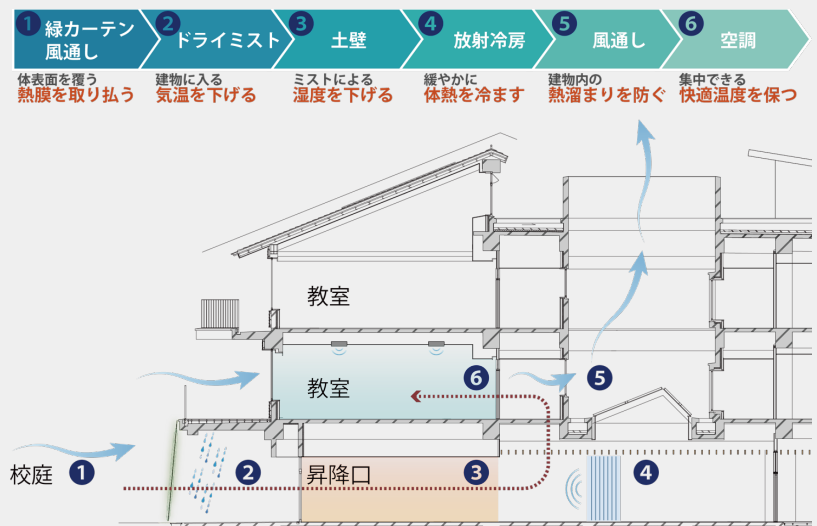 1 緑カーテン
風通し
2 ドライミスト
3 土壁
4 放射冷房
5 風通し
6 空調
体表面を覆う
熱膜を取り払う
建物に入る
気温を下げる
ミストによる
湿度を下げる
緩やかに
体熱を冷ます
建物内の
熱溜まりを防ぐ
集中できる
快適温度を保つ
教室
教室
6
5
校庭 1
2
昇降口
3
4